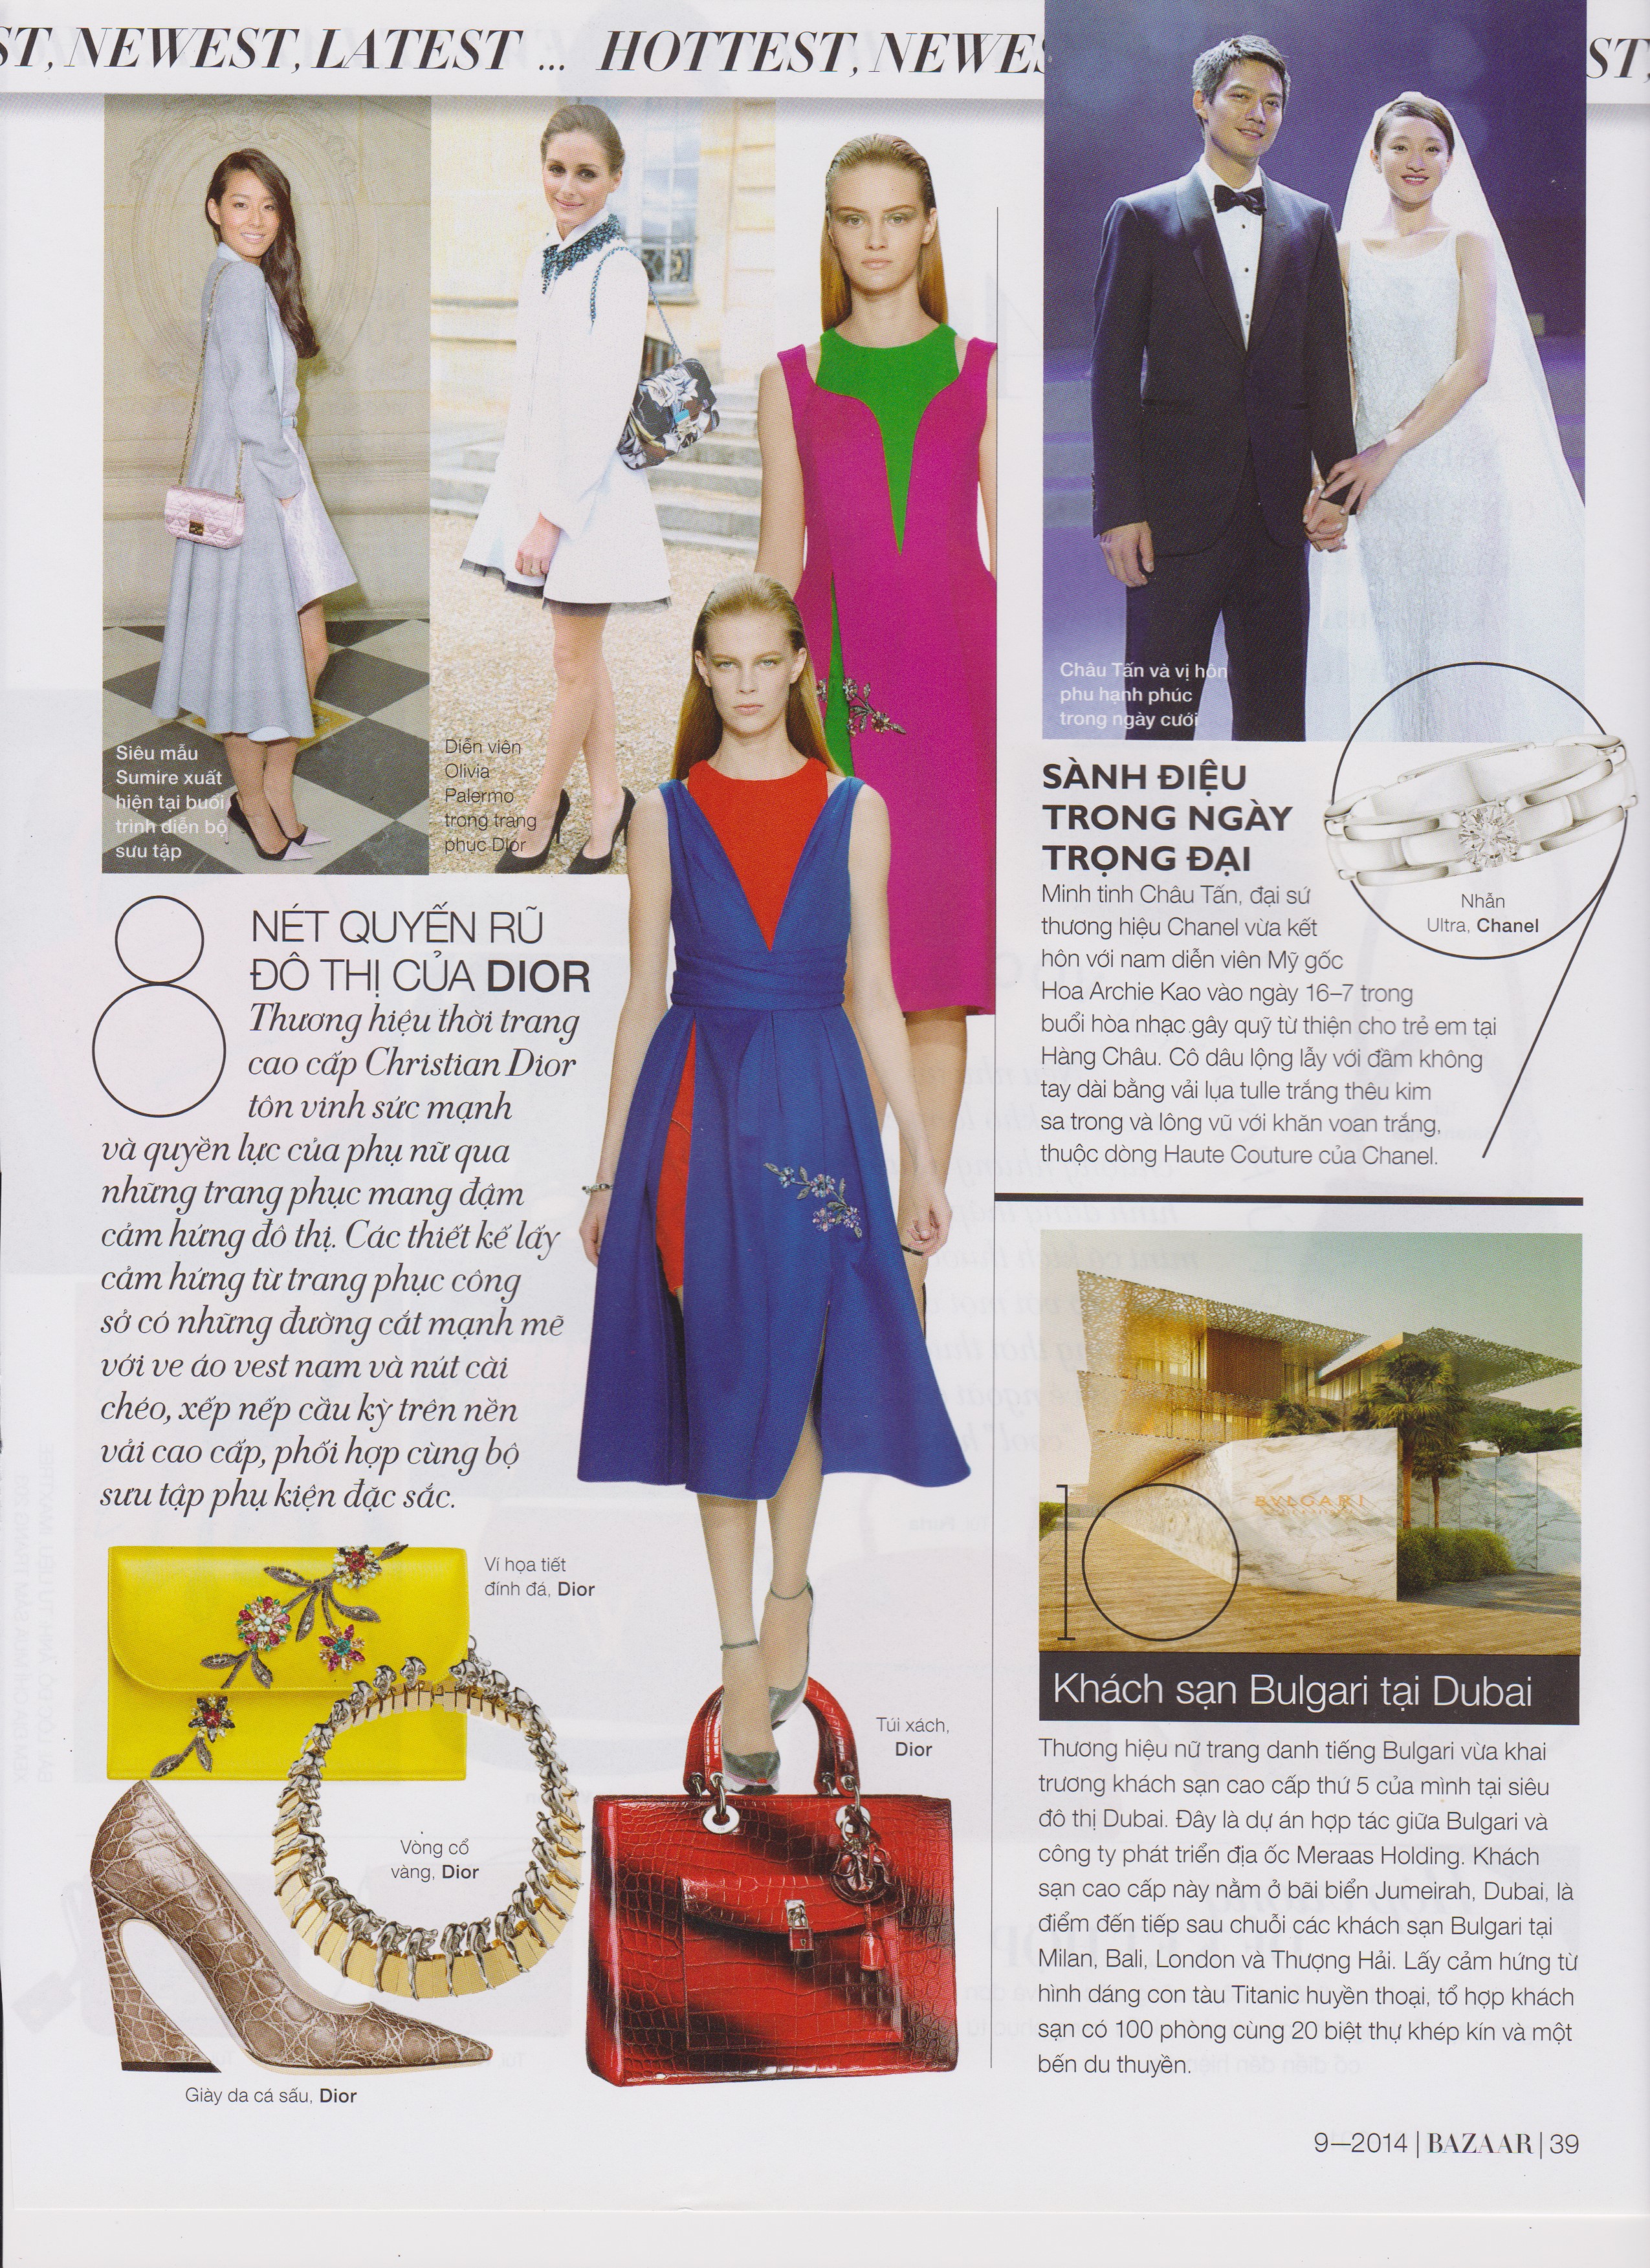 ST, NEWEST, LATEST ... HOTTEST, NEWES
ST,
Siêu mẫu
Sumire xuất
hiện tại buổi
trình diễn bộ
sưu tập
Diễn viên
Olivia
Palermo
trong trang
phục Dior
8
NÉT QUYẾN RŨ
ĐÔ THỊ CỦA DIOR
Thương hiệu thời trang
cao cấp Christian Dior
tôn vinh sức mạnh
và quyền lực của phụ nữ qua
những trang phục mang đậm
cảm hứng đô thị. Các thiết kế lấy
cảm hứng từ trang phục công
sở có những đường cắt mạnh mẽ
với ve áo vest nam và nút cài
chéo, xếp nếp cầu kỳ trên nền
vải cao cấp, phối hợp cùng bộ
sưu tập phụ kiện đặc sắc.
Ví họa tiết
đính đá, Dior
Vòng cổ
vàng, Dior
Túi xách,
Dior
Giày da cá sấu, Dior
Châu Tấn và vị hôn
phu hạnh phúc
trong ngày cưới
9
SÀNH ĐIỆU
TRONG NGÀY
TRỌNG ĐẠI
Nhẫn
Ultra, Chanel
Minh tinh Châu Tấn, đại sứ
thương hiệu Chanel vừa kết
hôn với nam diễn viên Mỹ gốc
Hoa Archie Kao vào ngày 16–7 trong
buổi hòa nhạc gây quỹ từ thiện cho trẻ em tại
Hàng Châu. Cô dâu lộng lẫy với đầm không
tay dài bằng vải lụa tulle trắng thêu kim
sa trong và lông vũ với khăn voan trắng,
thuộc dòng Haute Couture của Chanel.
BVLGARI
10
Khách sạn Bulgari tại Dubai
Thương hiệu nữ trang danh tiếng Bulgari vừa khai
trương khách sạn cao cấp thứ 5 của mình tại siêu
đô thị Dubai. Đây là dự án hợp tác giữa Bulgari và
công ty phát triển địa ốc Meraas Holding. Khách
sạn cao cấp này nằm ở bãi biển Jumeirah, Dubai, là
điểm đến tiếp sau chuỗi các khách sạn Bulgari tại
Milan, Bali, London và Thượng Hải. Lấy cảm hứng từ
hình dáng con tàu Titanic huyền thoại, tổ hợp khách
sạn có 100 phòng cùng 20 biệt thự khép kín và một
bến du thuyền.
9—2014 | BAZAAR | 39